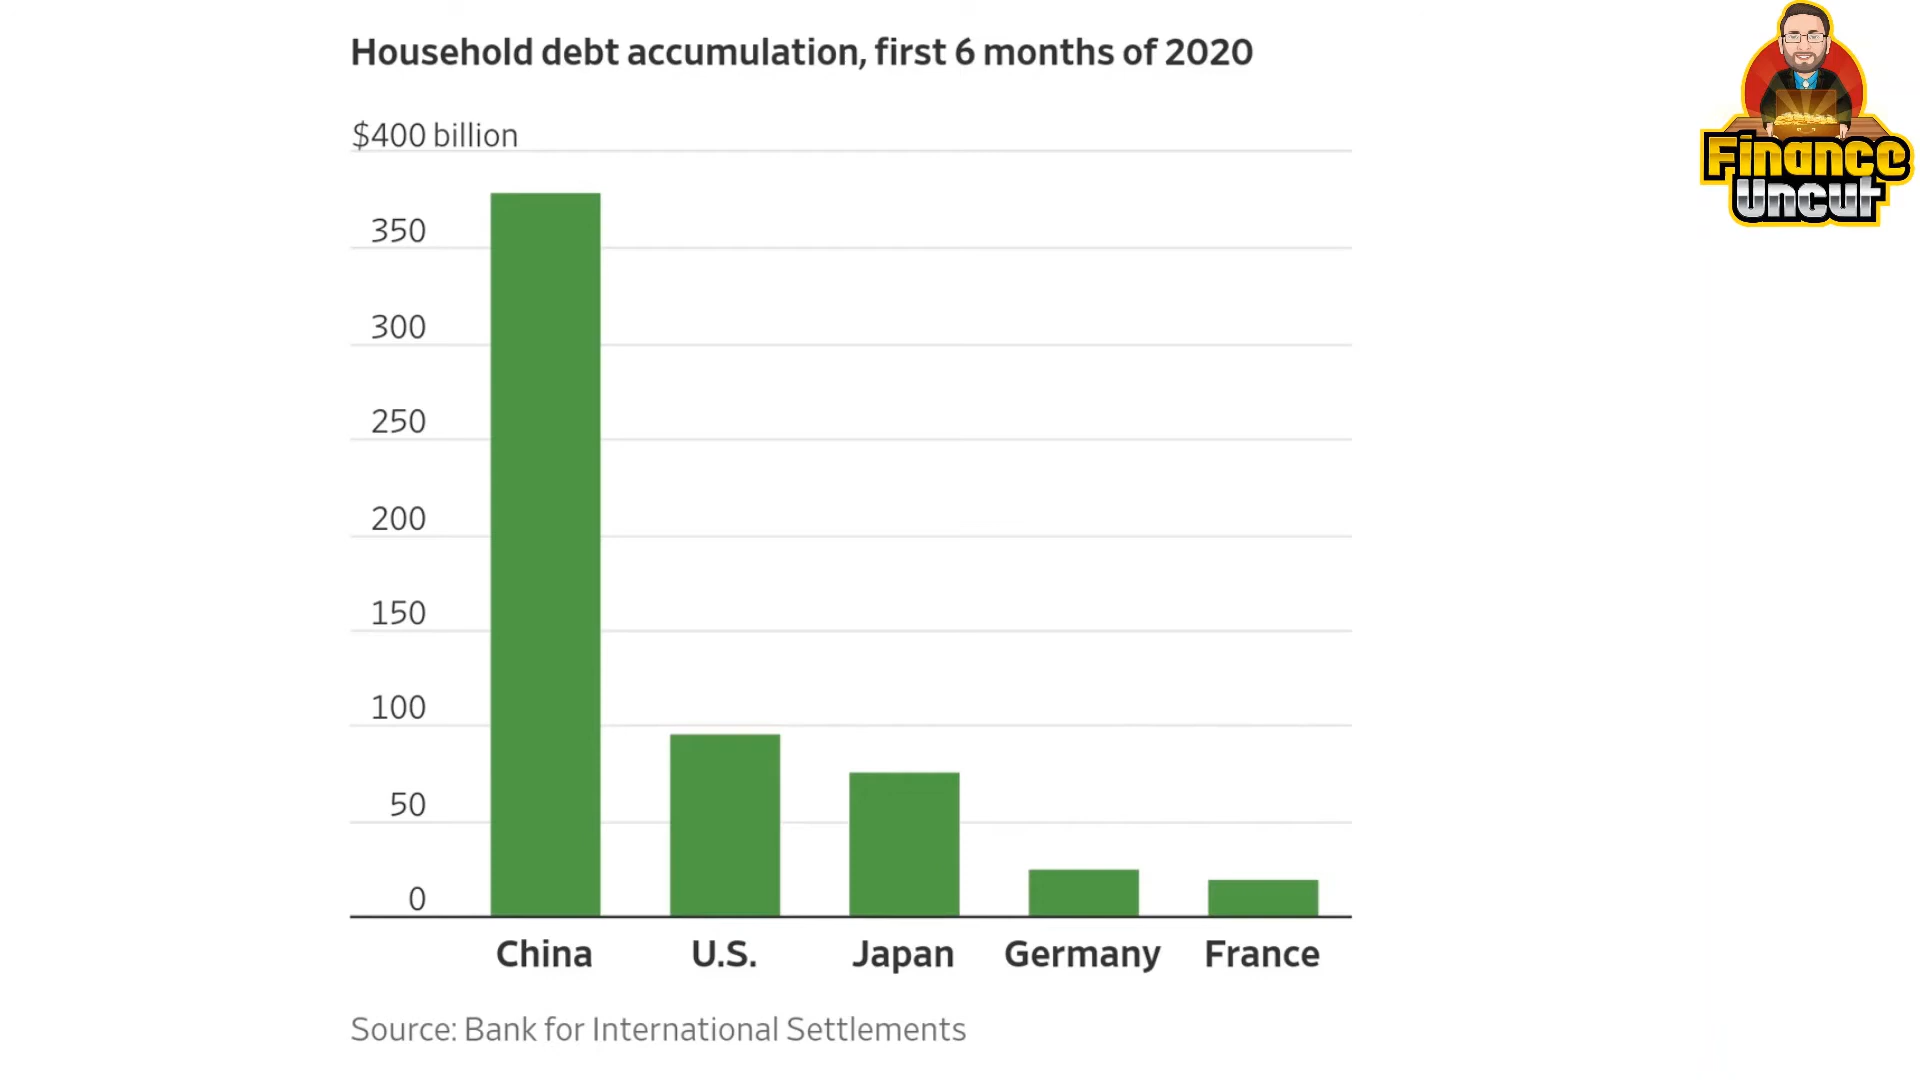 Household debt accumulation, first 6 months of 2020
$400 billion
350
300
250
200
150
100
50
0
China U.S. Japan Germany France
Source: Bank for International Settlements
Finance
Uncut